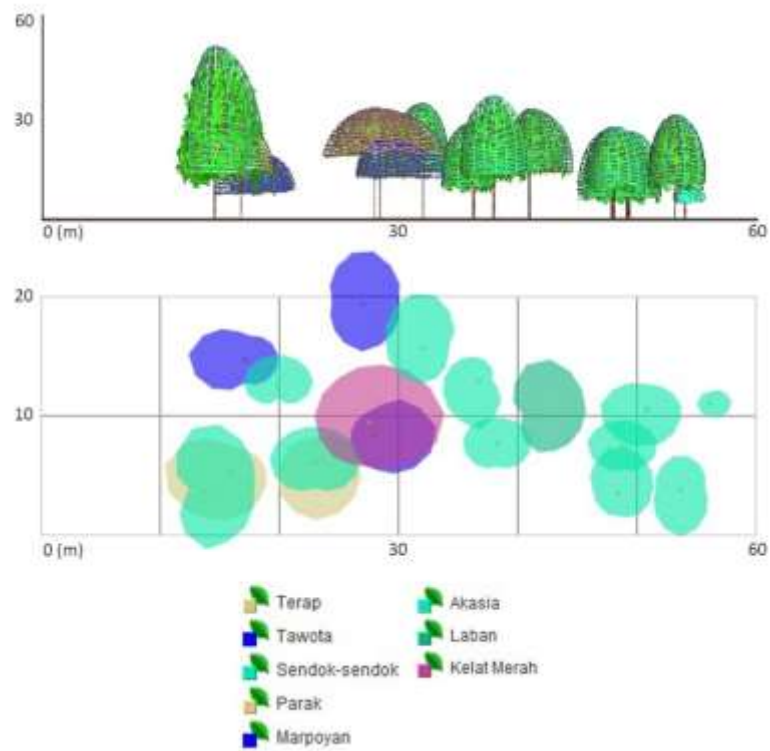 60
30
0 (m) 30 60
20
10
0 (m) 30 60
Terap Akasia
Tawota Laban
Sendok-sendok Kelat Merah
Parak
Marpoyan